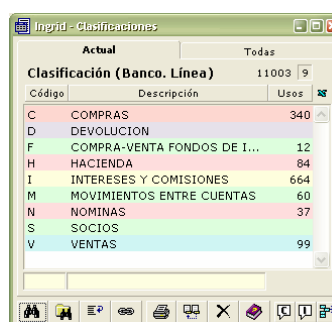 Ingrid - Clasificaciones
Actual Todas
Clasificación (Banco. Línea) 11003 9
Código Descripción Usos
C COMPRAS 340
D DEVOLUCION
F COMPRA-VENTA FONDOS DE I... 12
H HACIENDA 84
I INTERESES Y COMISIONES 664
M MOVIMIENTOS ENTRE CUENTAS 60
N NOMINAS 37
S SOCIOS
V VENTAS 99